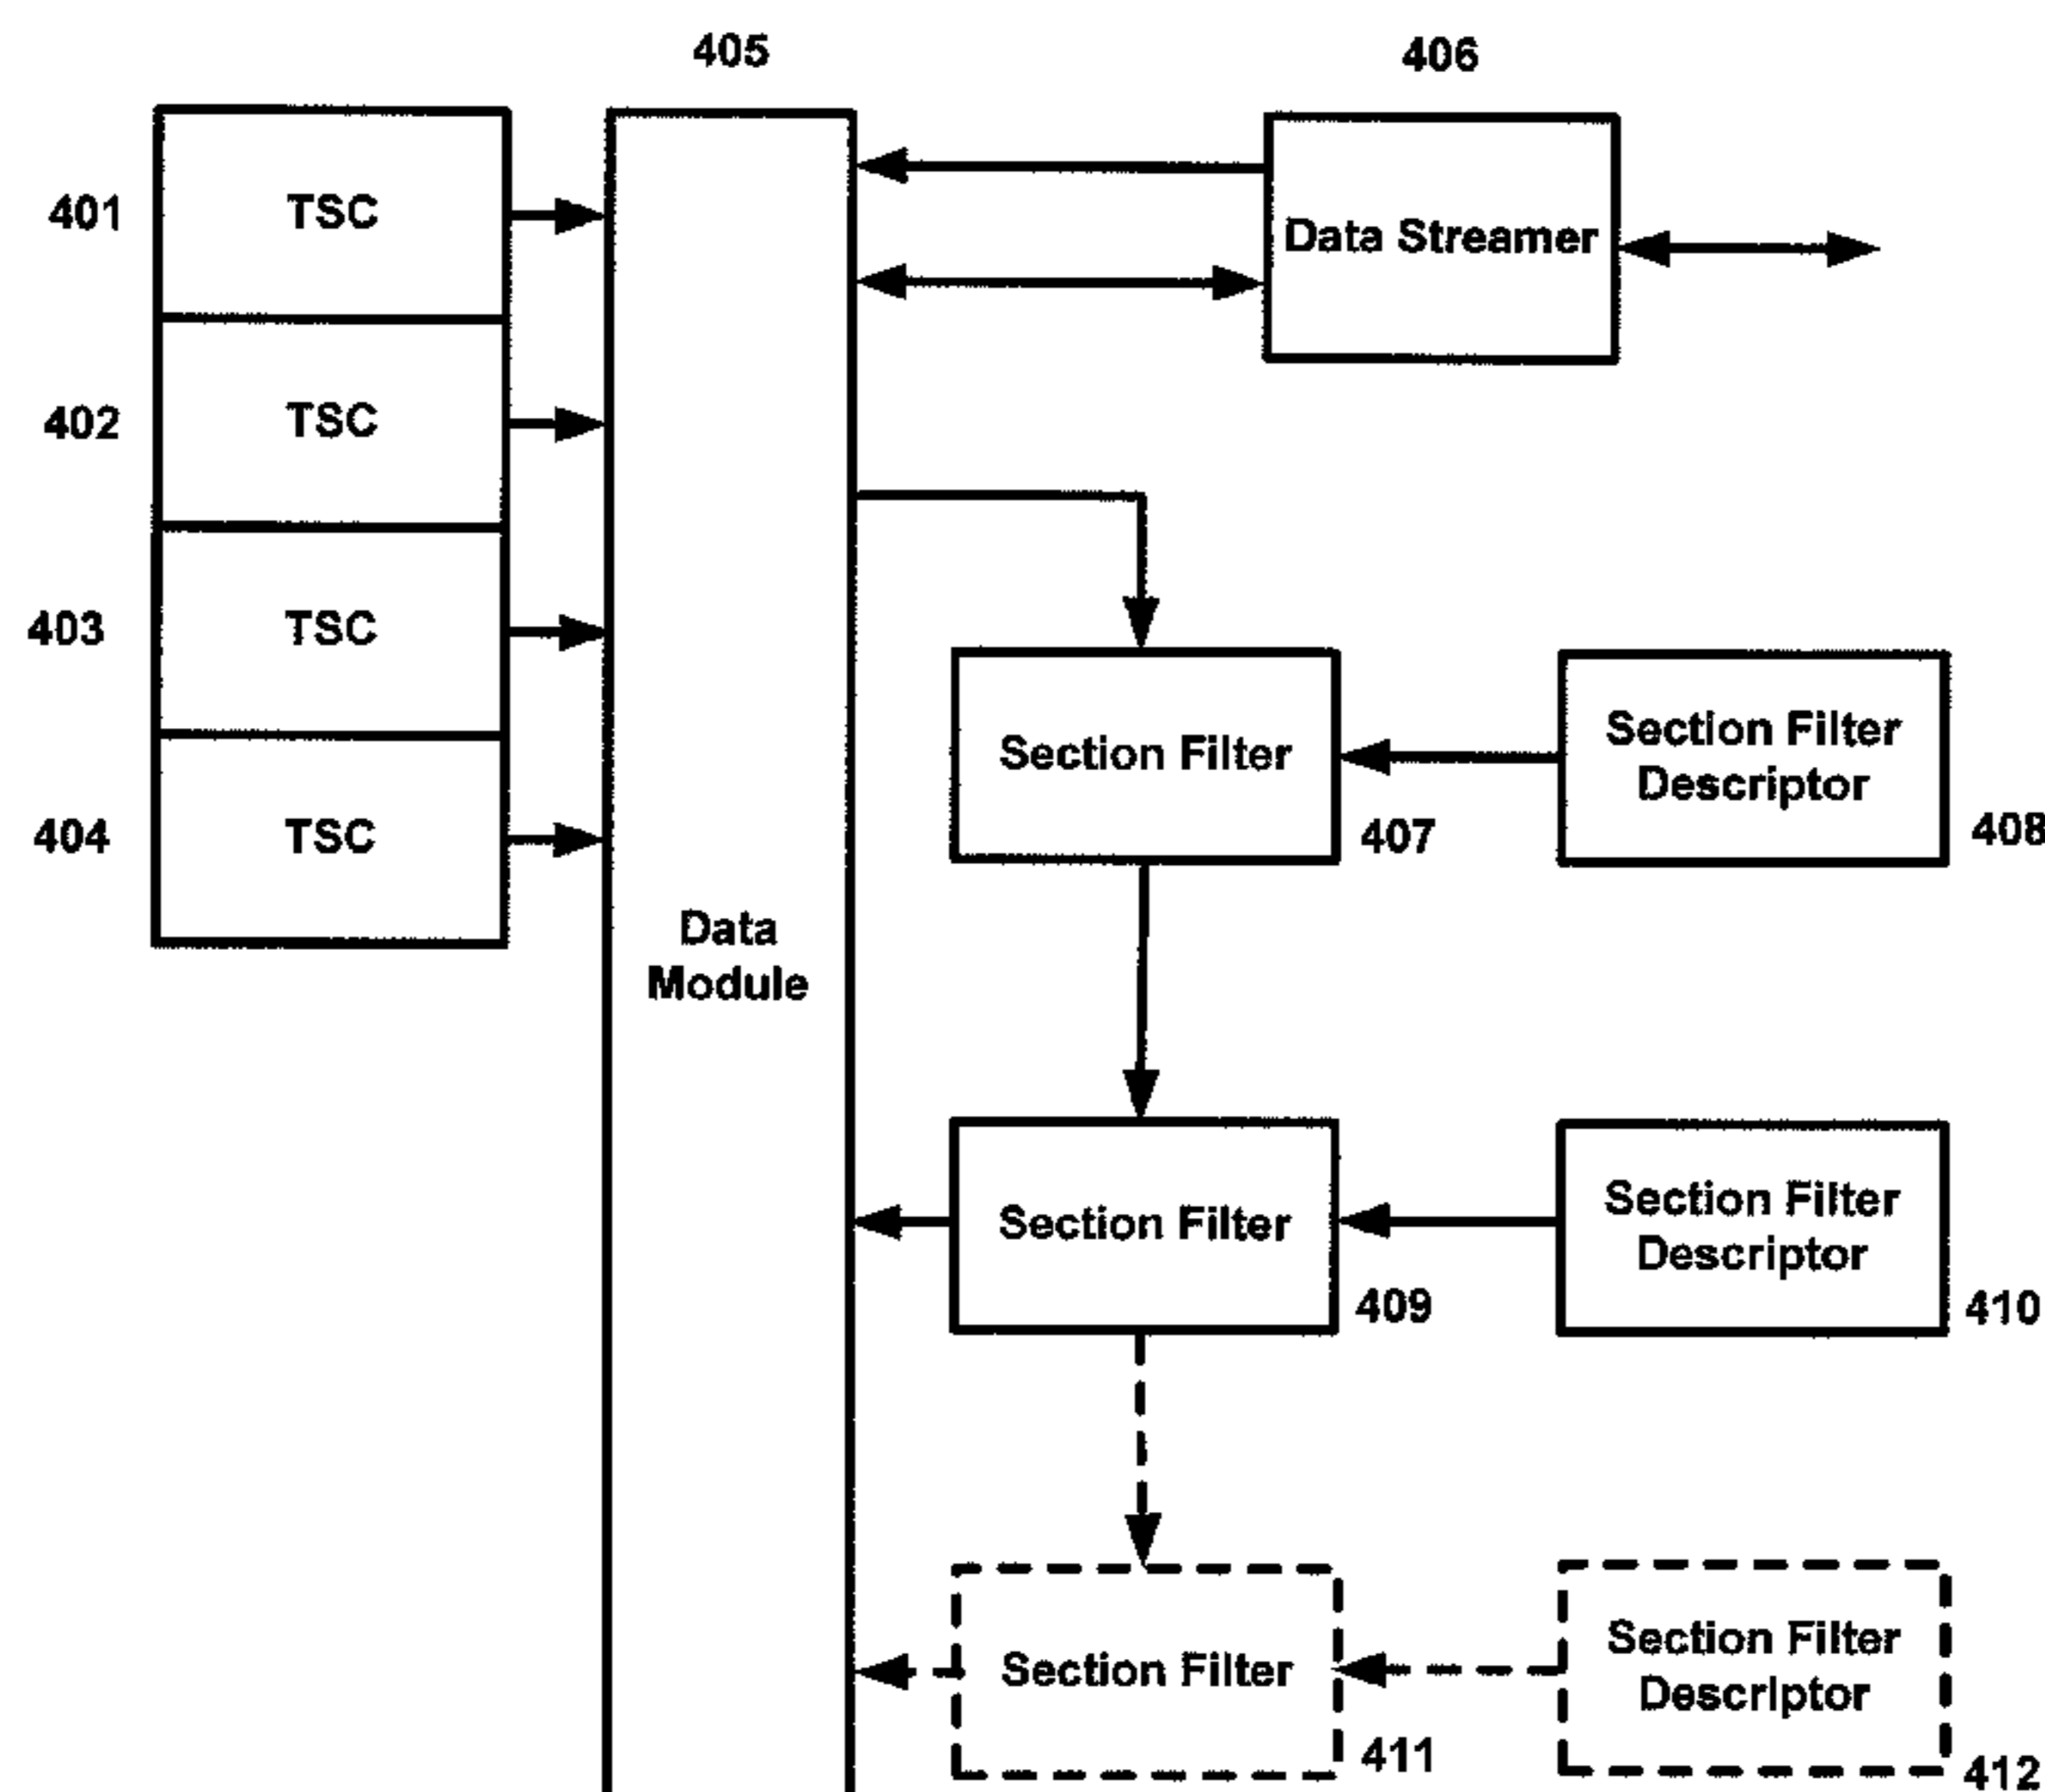 405
406
401
TSC
Data Streamer
402
TSC
403
TSC
Section Filter
Section Filter
Descriptor
407
408
404
TSC
Data
Module
Section Filter
Section Filter
Descriptor
409
410
Section Filter
Section Filter
Descriptor
411
412